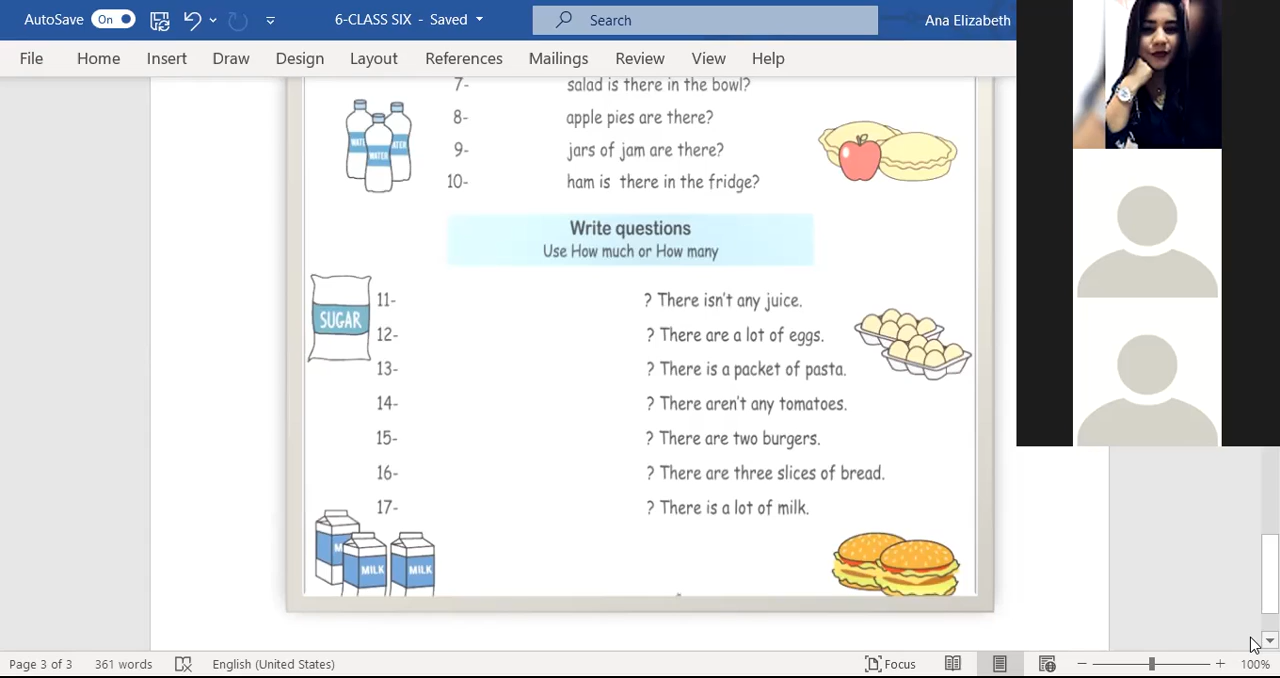 AutoSave On 6-CLASS SIX - Saved Search Ana Elizabeth
File Home Insert Draw Design Layout References Mailings Review View Help
7- salad is there in the bowl?
8- apple pies are there?
9- jars of jam are there?
10- ham is there in the fridge?
WATER
WATER
Write questions
Use How much or How many
SUGAR
11- ? There isn't any juice.
12- ? There are a lot of eggs.
13- ? There is a packet of pasta.
14- ? There aren't any tomatoes.
15- ? There are two burgers.
16- ? There are three slices of bread.
17- ? There is a lot of milk.
MILK MILK
Page 3 of 3 361 words English (United States) Focus 100%